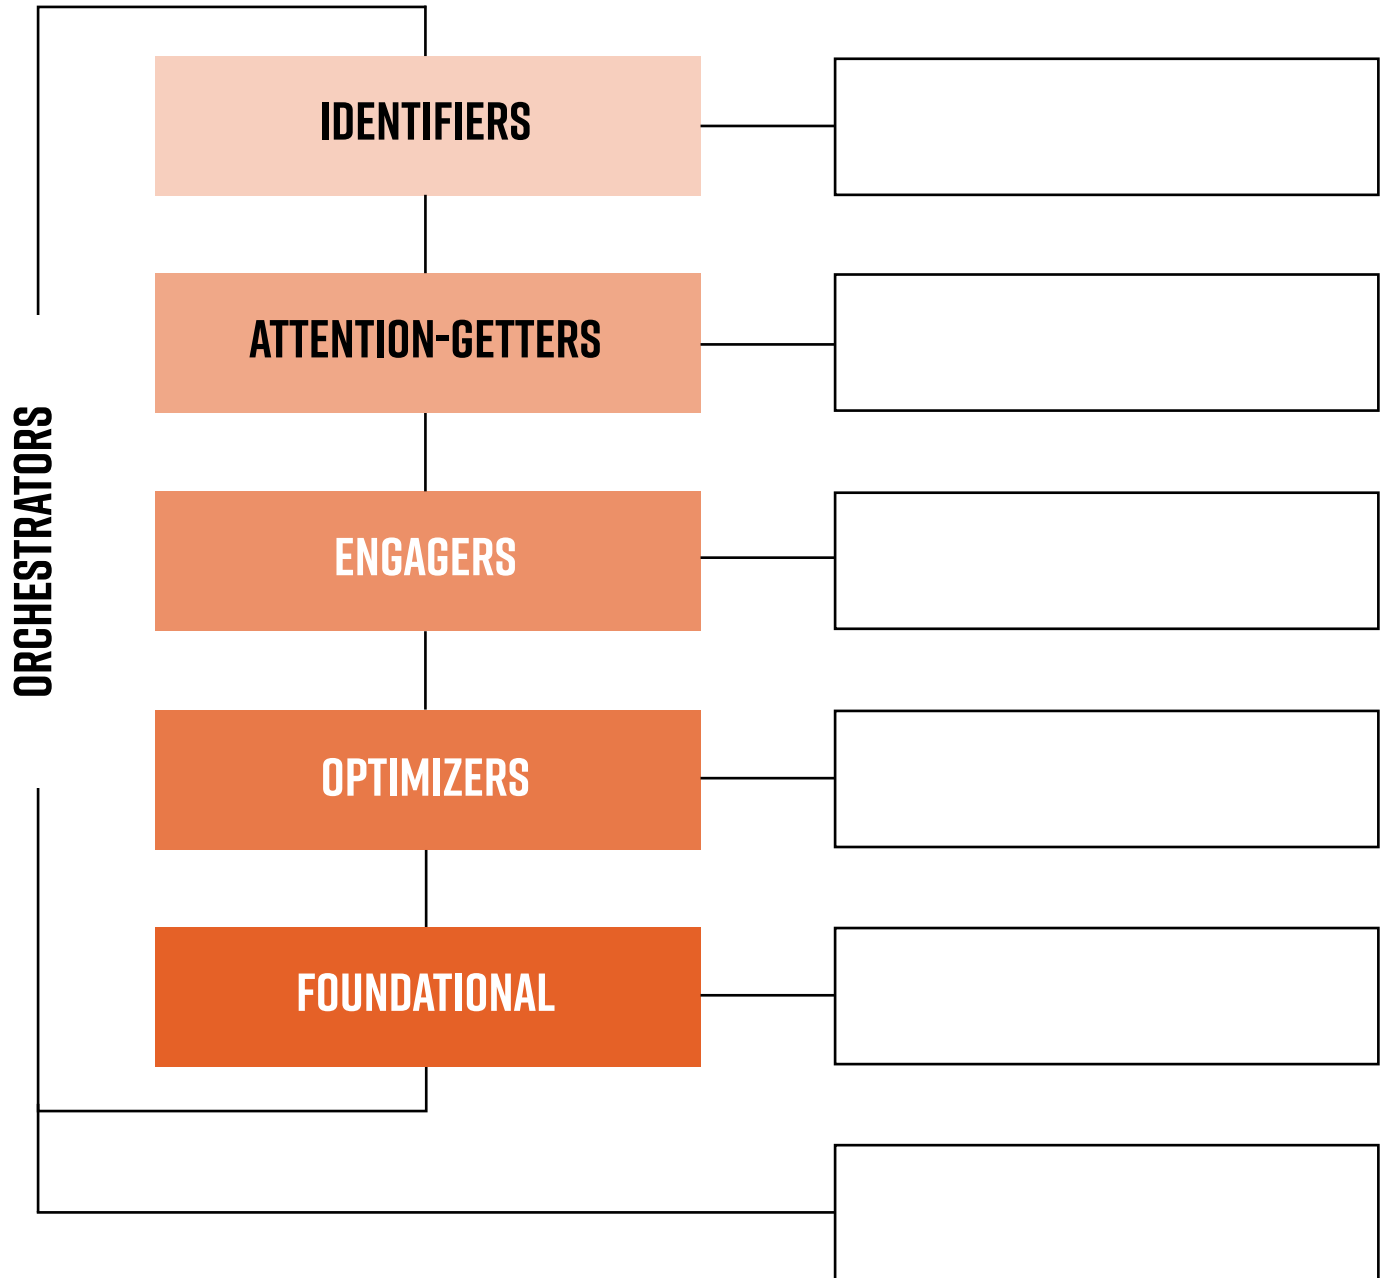 IDENTIFIERS
ATTENTION-GETTERS
ORCHESTRATORS
ENGAGERS
OPTIMIZERS
FOUNDATIONAL